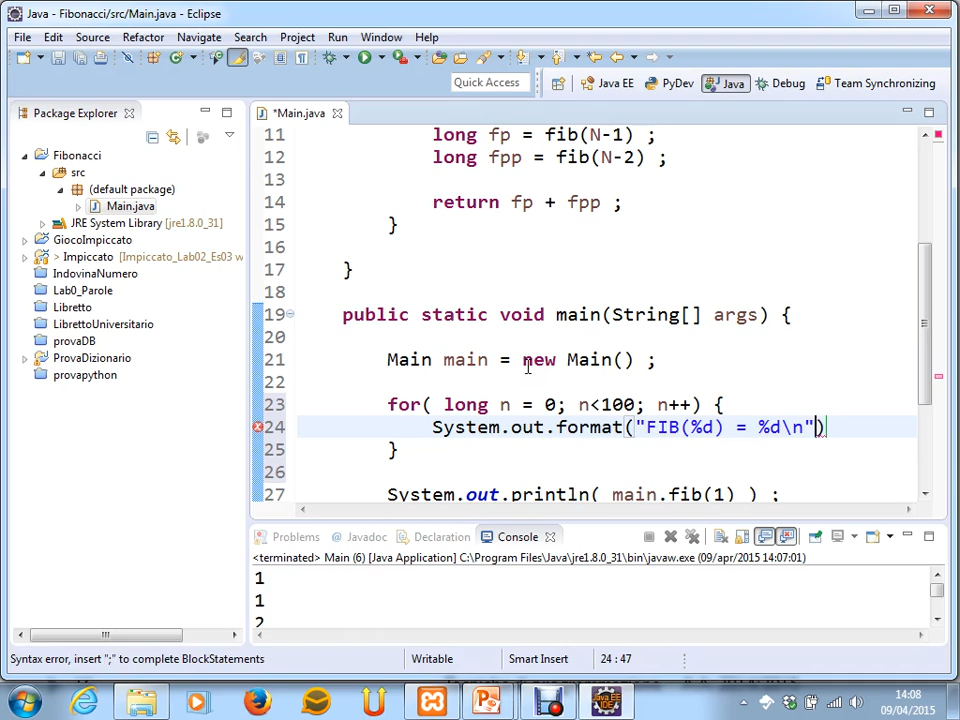 Java - Fibonacci/src/Main.java - Eclipse
File Edit Source Refactor Navigate Search Project Run Window Help
Quick Access Java EE PyDev Java Debug Team Synchronizing
Package Explorer
*Main.java
Fibonacci
src
(default package)
Main.java
JRE System Library [jre1.8.0_31]
GiocoImpiccato
> Impiccato [Impiccato_Lab02_Es03 w
IndovinaNumero
Lab0_Parole
Libretto
LibrettoUniversitario
provaDB
ProvaDizionario
provapython
11 long fp = fib(N-1) ;
12 long fpp = fib(N-2) ;
13
14 return fp + fpp ;
15 }
16
17 }
18
19 public static void main(String[] args) {
20
21 Main main = new Main() ;
22
23 for( long n = 0; n<100; n++) {
24 System.out.format("FIB(%d) = %d\n")
25 }
26
27 System.out.println( main.fib(1) ) ;
Problems @ Javadoc Declaration Console
<terminated> Main (6) [Java Application] C:\Program Files\Java\jre1.8.0_31\bin\javaw.exe (09/apr/2015 14:07:01)
1
1
2
Syntax error, insert ";" to complete BlockStatements Writable Smart Insert 24 : 47
14:08
09/04/2015